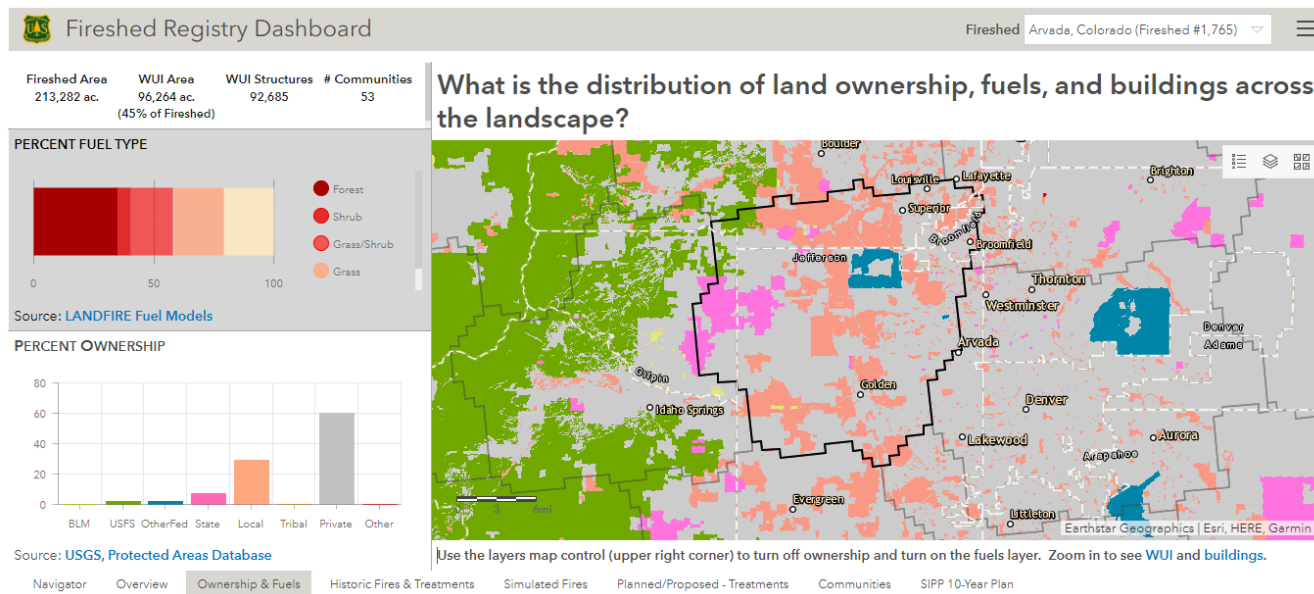 Fireshed Registry Dashboard
Fireshed Arvada, Colorado (Fireshed #1,765)
Fireshed Area WUI Area WUI Structures # Communities
213,282 ac. 96,264 ac. 92,685 53
(45% of Fireshed)
What is the distribution of land ownership, fuels, and buildings across
the landscape?
PERCENT FUEL TYPE
Forest
Shrub
Grass/Shrub
Grass
0 50 100
Source: LANDFIRE Fuel Models
PERCENT OWNERSHIP
80
60
40
20
0
BLM USFS OtherFed State Local Tribal Private Other
Source: USGS, Protected Areas Database
Boulder
Louisville
Lafayette
Brighton
Superior
Broomfield
Broomfield
Jefferson
Thornton
Westminster
Denver
Adams
Arvada
Gilpin
Golden
Idaho Springs
Denver
Lakewood
Aurora
Arapahoe
Evergreen
Littleton
3 6mi
Earthstar Geographics | Esri, HERE, Garmin
Use the layers map control (upper right corner) to turn off ownership and turn on the fuels layer. Zoom in to see WUI and buildings.
Navigator Overview Ownership & Fuels Historic Fires & Treatments Simulated Fires Planned/Proposed - Treatments Communities SIPP 10-Year Plan